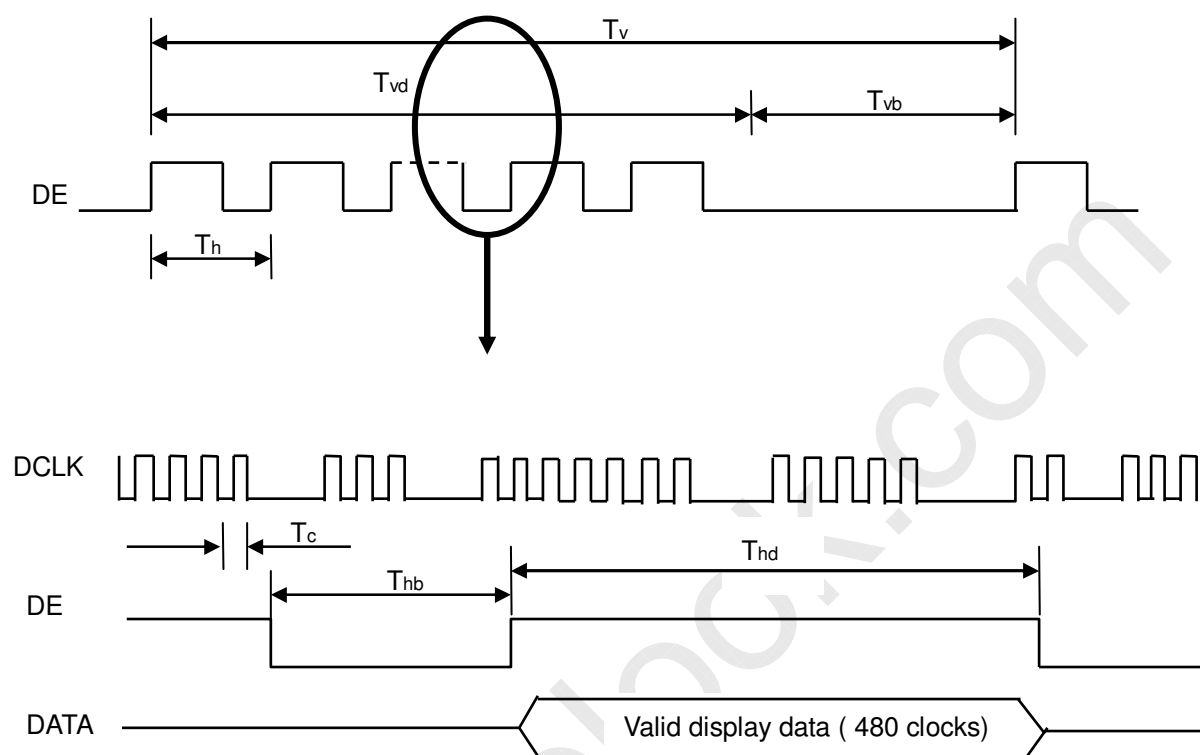 Tv
Tvd
Tvb
DE
Th
DCLK
Tc
Thd
Thb
DE
DATA
Valid display data ( 480 clocks)